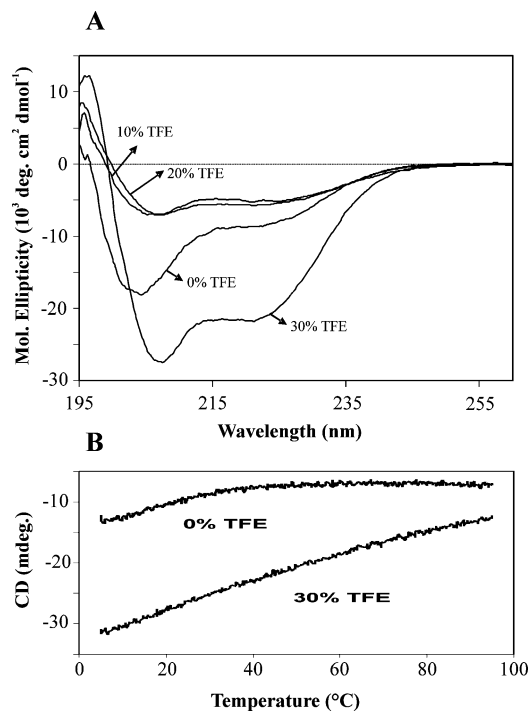 A
Mol. Ellipticity (10³ deg. cm² dmol⁻¹)
10
0
-10
-20
-30
10% TFE
20% TFE
0% TFE
30% TFE
195 215 235 255
Wavelength (nm)
B
CD (mdeg.)
-10
-20
-30
0% TFE
30% TFE
0 20 40 60 80 100
Temperature (°C)